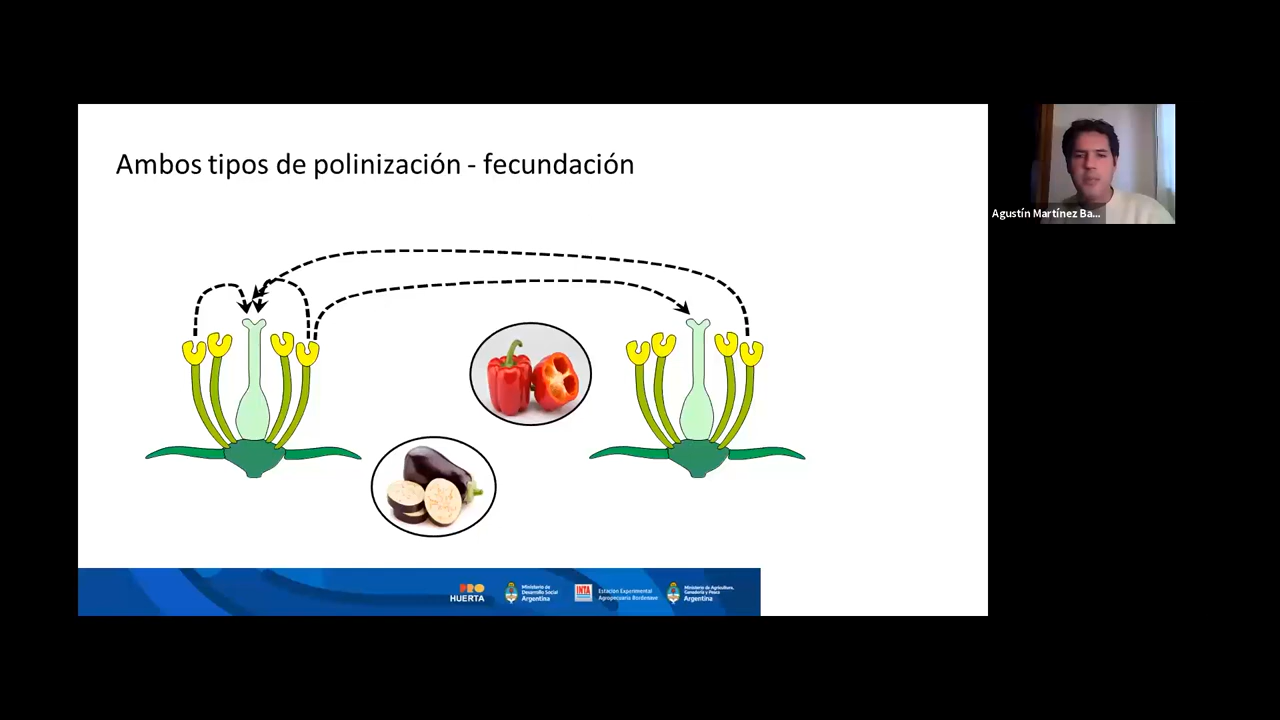 Ambos tipos de polinización - fecundación
Agustín Martínez Ba...
PRO
HUERTA
Ministerio de
Desarrollo Social
Argentina
INTA
Estación Experimental
Agropecuaria Bordenave
Ministerio de Agricultura,
Ganadería y Pesca
Argentina